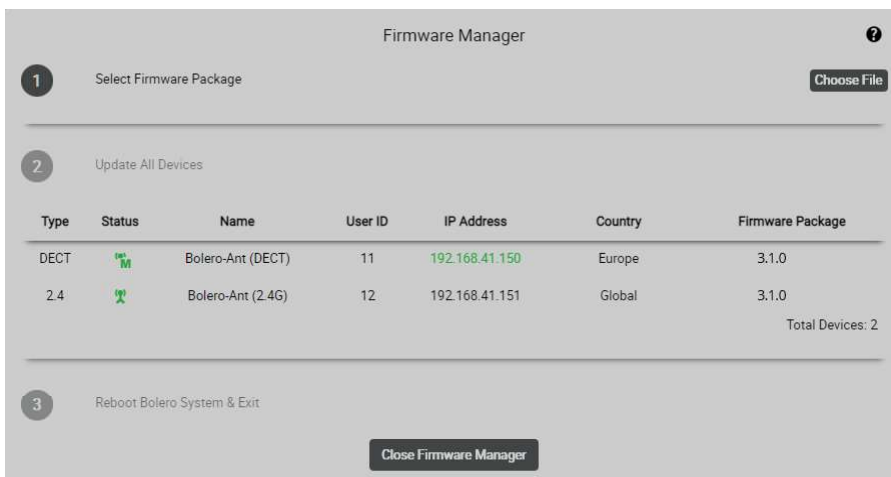 Firmware Manager
?
1 Select Firmware Package Choose File
2 Update All Devices
Type Status Name User ID IP Address Country Firmware Package
DECT M Bolero-Ant (DECT) 11 192.168.41.150 Europe 3.1.0
2.4 Bolero-Ant (2.4G) 12 192.168.41.151 Global 3.1.0
Total Devices: 2
3 Reboot Bolero System & Exit
Close Firmware Manager